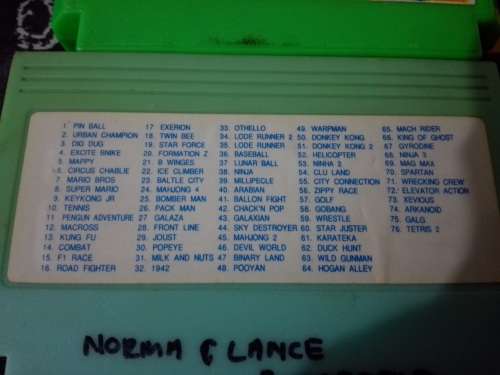 1 PIN BALL
2. URBAN CHAMPION
3. DIG DUG
4. EXCITE BNIKE
5. MAPPY
6. CIRCUS CHABLIE
7. MARIO BROS
8. SUPER MARIO
9. KEYKONG JR
10. TENNIS
11. PENGUIN ADVENTURE
12. MACROSS
13. KUNG FU
14. COMBAT
15. F1 RACE
16. ROAD FIGHTER
17 EXERION
18. TWIN BEE
19. STAR FORCE
20. FORMATION Z
21. B WINGES
22. ICE CLIMBER
23. BALTLE CITY
24. MAHJONG 4
25. BOMBER MAN
26. PAC MAN
27. GALAZA
28. FRONT LINE
29. JOUST
30. POPEYE
31. MILK AND NUTS
32. 1942
33. OTHELLO
34. LODE RUNNER 2
35. LODE RUNNER
36. BASEBALL
37. LUNAR BALL
38. NINJA
39. MILLIPECLE
40. ARABIAN
41. BALLON FIGHT
42. CHACK'N POP
43. GALAXIAN
44. SKY DESTROYER
45. MAHJONG 2
46. DEVIL WORLD
47. BINARY LAND
48. POOYAN
49. WARPMAN
50. DONKEY KONG
51. DONKEY KONG 2
52. HELICOPTER
53. NINHA 2
54. CLU LAND
55. CITY CONNECTION
56. ZIPPY RACE
57. GOLF
58. GOBANG
59. WRESTLE
60. STAR JUSTER
61. KARATEKA
62. DUCK HUNT
63. WILD GUNMAN
64. HOGAN ALLEY
65. MACH RIDER
66. KING OF GHOST
67. GYRODINE
68. NINJA 3
69. MAG MAX
70. SPARTAN
71. WRECKING CREW
72. ELEVATOR ACTION
73. XEVIOUS
74. ARKANOID
75. GALG
76. TETRIS 2
NORMA & LANCE